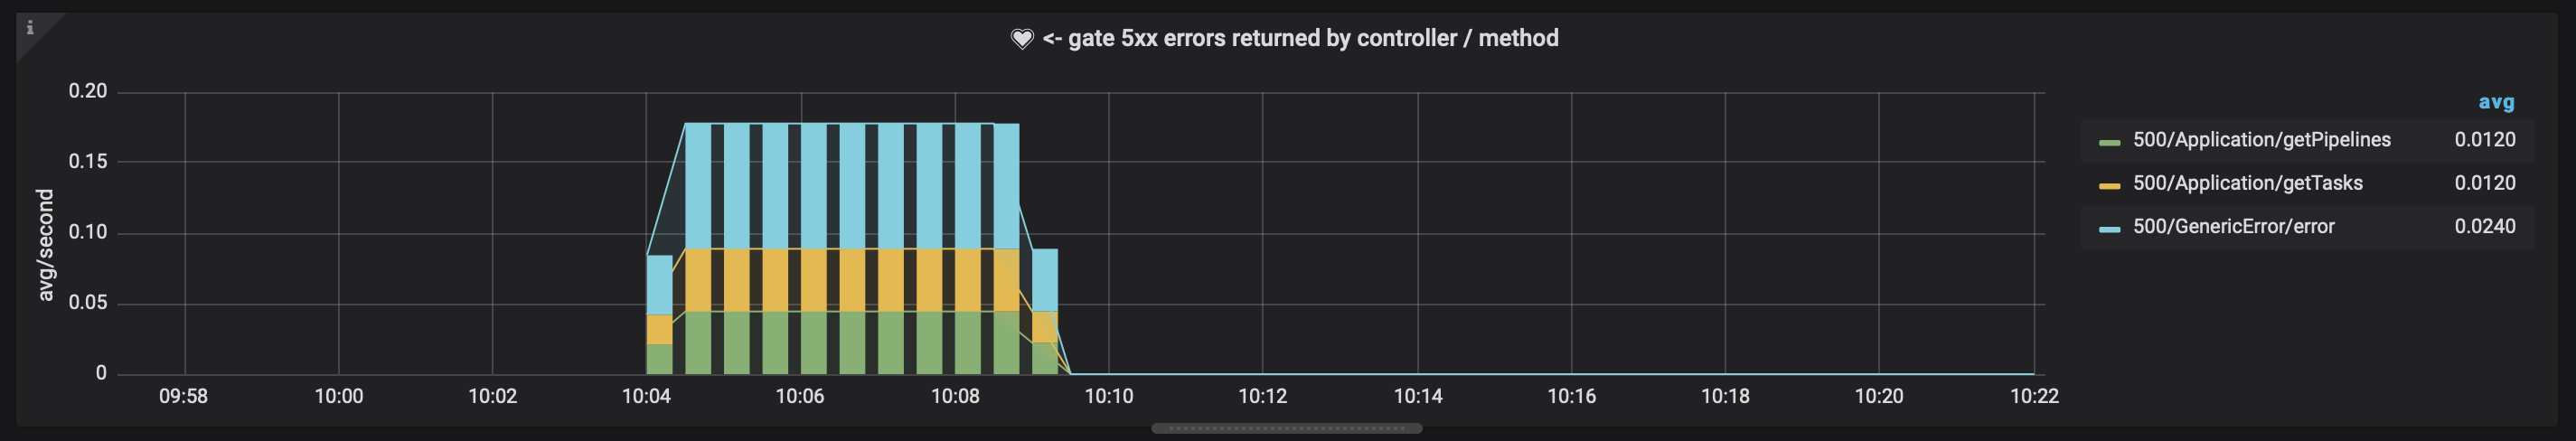 i
♡ <- gate 5xx errors returned by controller / method
avg/second
0.20
0.15
0.10
0.05
0
09:58 10:00 10:02 10:04 10:06 10:08 10:10 10:12 10:14 10:16 10:18 10:20 10:22
avg
500/Application/getPipelines 0.0120
500/Application/getTasks 0.0120
500/GenericError/error 0.0240